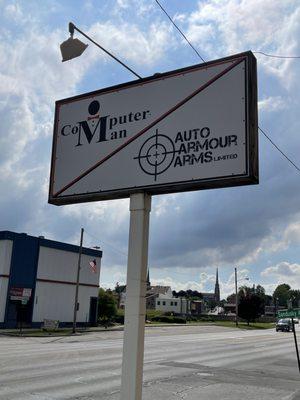 Computer
Man
AUTO
ARMOUR
ARMS LIMITED